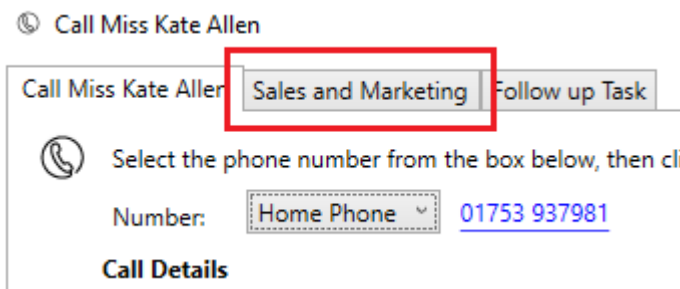 Call Miss Kate Allen
Call Miss Kate Allen Sales and Marketing Follow up Task
Select the phone number from the box below, then cli
Number: Home Phone 01753 937981
Call Details